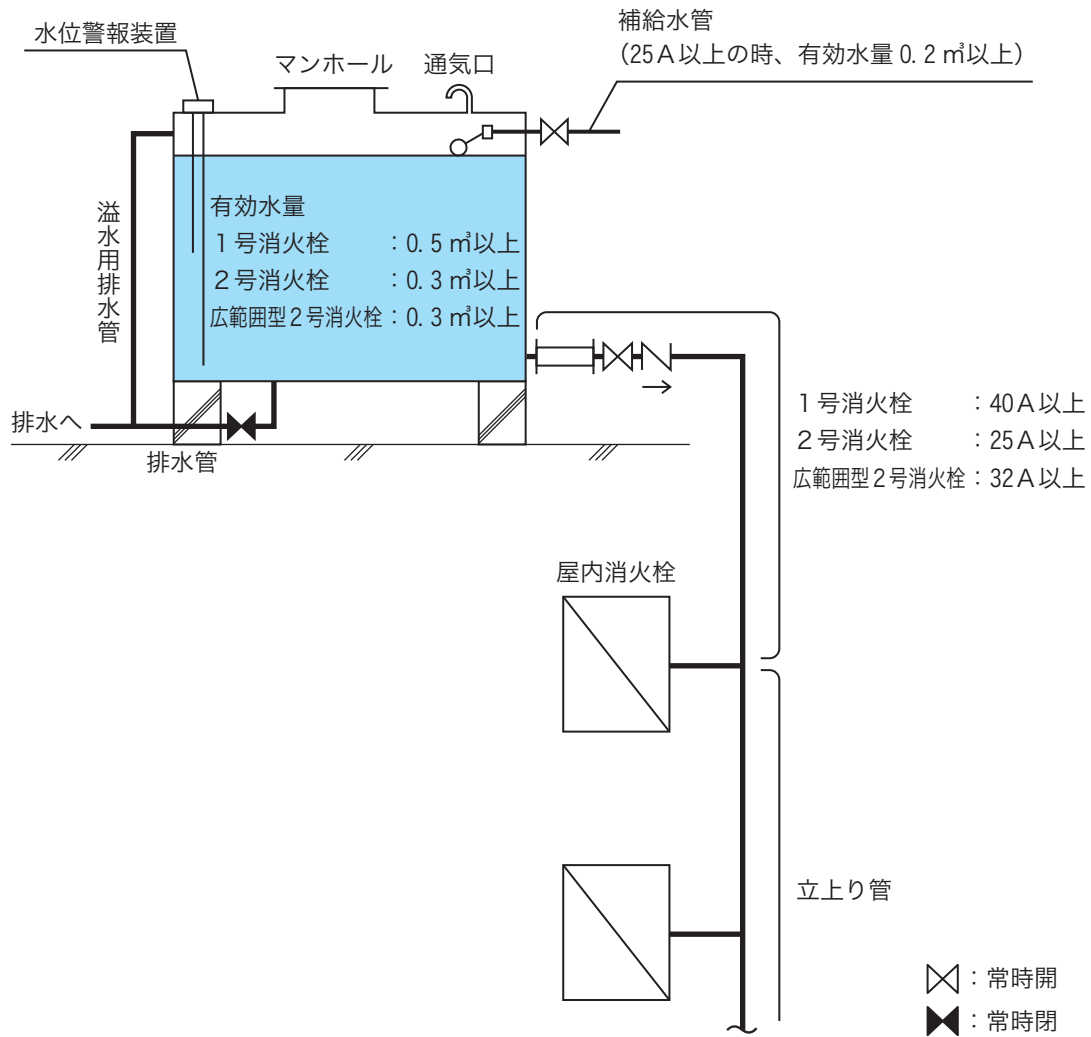 水位警報装置
マンホール
通気口
補給水管
（25A以上の時、有効水量 0.2 ㎥以上）
溢水用排水管
有効水量
１号消火栓　　：0.5 ㎥以上
２号消火栓　　：0.3 ㎥以上
広範囲型２号消火栓：0.3 ㎥以上
排水へ
排水管
１号消火栓　　：40A以上
２号消火栓　　：25A以上
広範囲型２号消火栓：32A以上
屋内消火栓
立上り管
：常時開
：常時閉